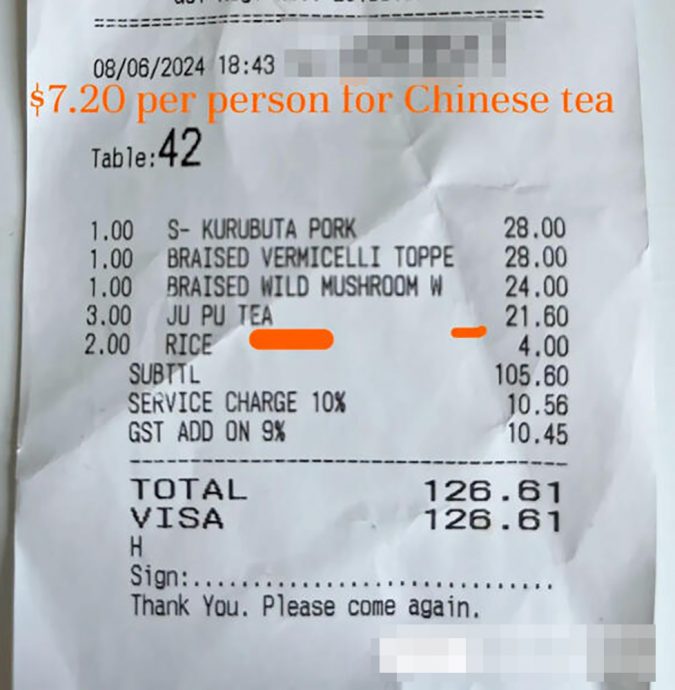 08/06/2024 18:43
$7.20 per person for Chinese tea
Table:42
1.00 S- KURUBUTA PORK 28.00
1.00 BRAISED VERMICELLI TOPPE 28.00
1.00 BRAISED WILD MUSHROOM W 24.00
3.00 JU PU TEA 21.60
2.00 RICE 4.00
SUBTTL 105.60
SERVICE CHARGE 10% 10.56
GST ADD ON 9% 10.45
TOTAL 126.61
VISA 126.61
H
Sign:................................
Thank You. Please come again.